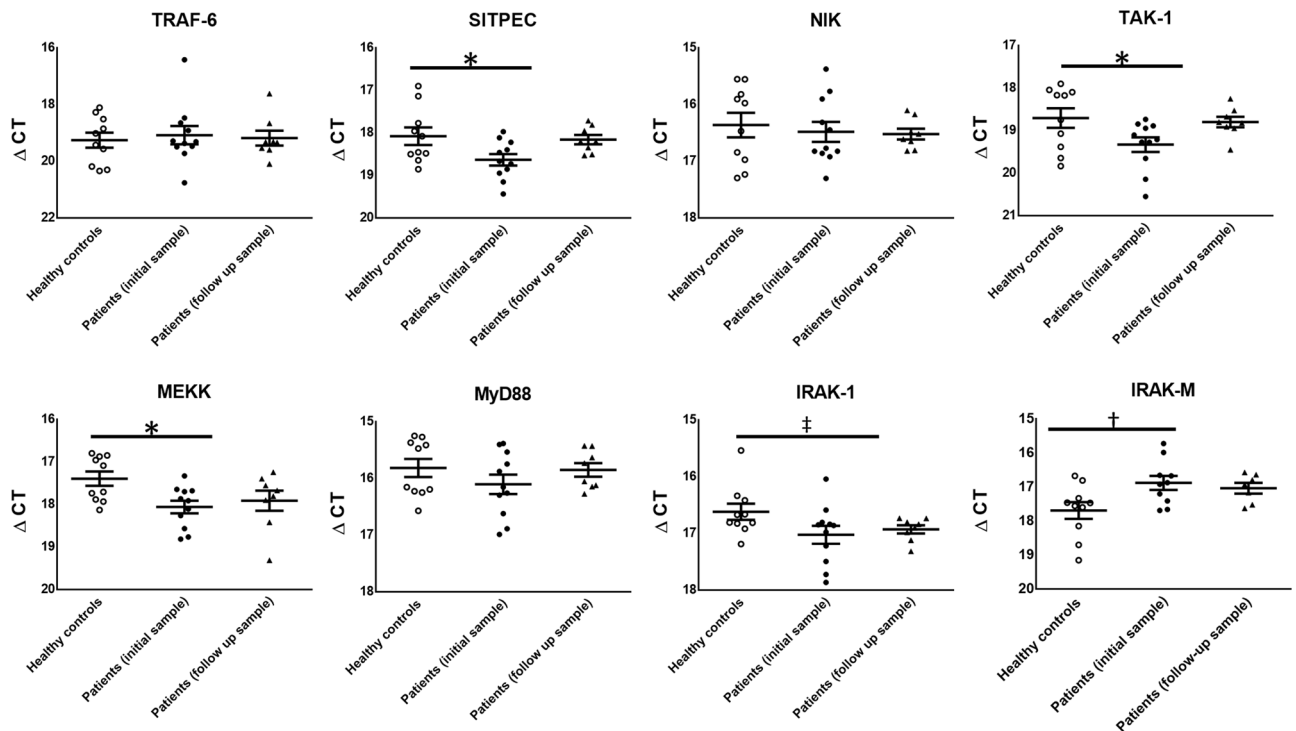 TRAF-6
16
18
20
22
Δ CT
Healthy controls
Patients (initial sample)
Patients (follow up sample)
SITPEC
*
16
17
18
19
20
Δ CT
Healthy controls
Patients (initial sample)
Patients (follow up sample)
NIK
15
16
17
18
Δ CT
Healthy controls
Patients (initial sample)
Patients (follow up sample)
TAK-1
*
17
18
19
20
21
Δ CT
Healthy controls
Patients (initial sample)
Patients (follow up sample)
MEKK
*
16
17
18
19
20
Δ CT
Healthy controls
Patients (initial sample)
Patients (follow up sample)
MyD88
15
16
17
18
Δ CT
Healthy controls
Patients (initial sample)
Patients (follow up sample)
IRAK-1
‡
15
16
17
18
Δ CT
Healthy controls
Patients (initial sample)
Patients (follow up sample)
IRAK-M
†
15
16
17
18
19
20
Δ CT
Healthy controls
Patients (initial sample)
Patients (follow-up sample)